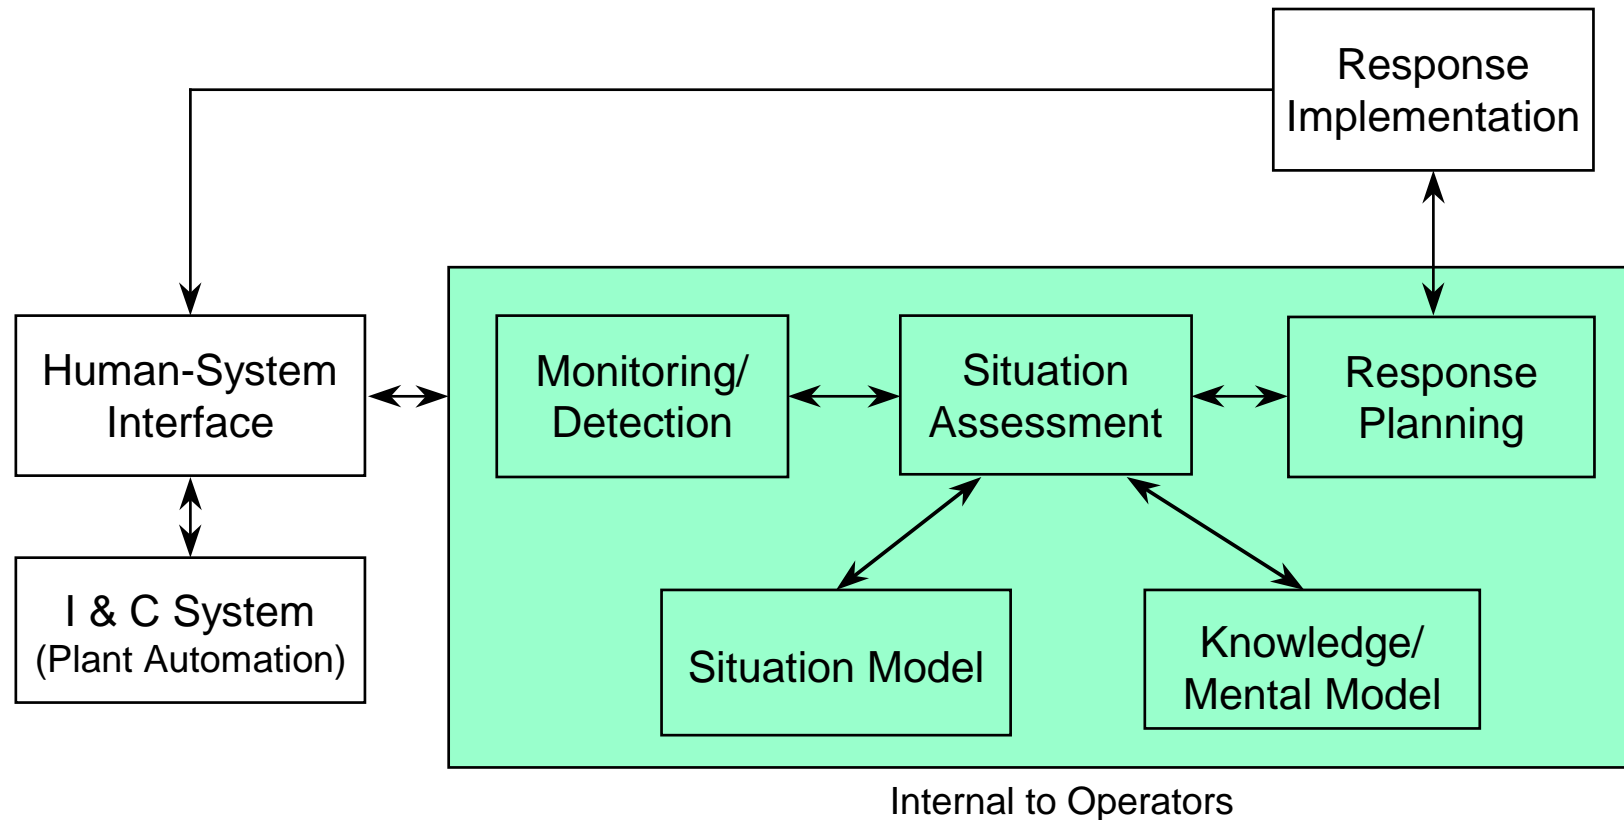 Response
Implementation
Human-System
Interface
Monitoring/
Detection
Situation
Assessment
Response
Planning
I & C System
(Plant Automation)
Situation Model
Knowledge/
Mental Model
Internal to Operators